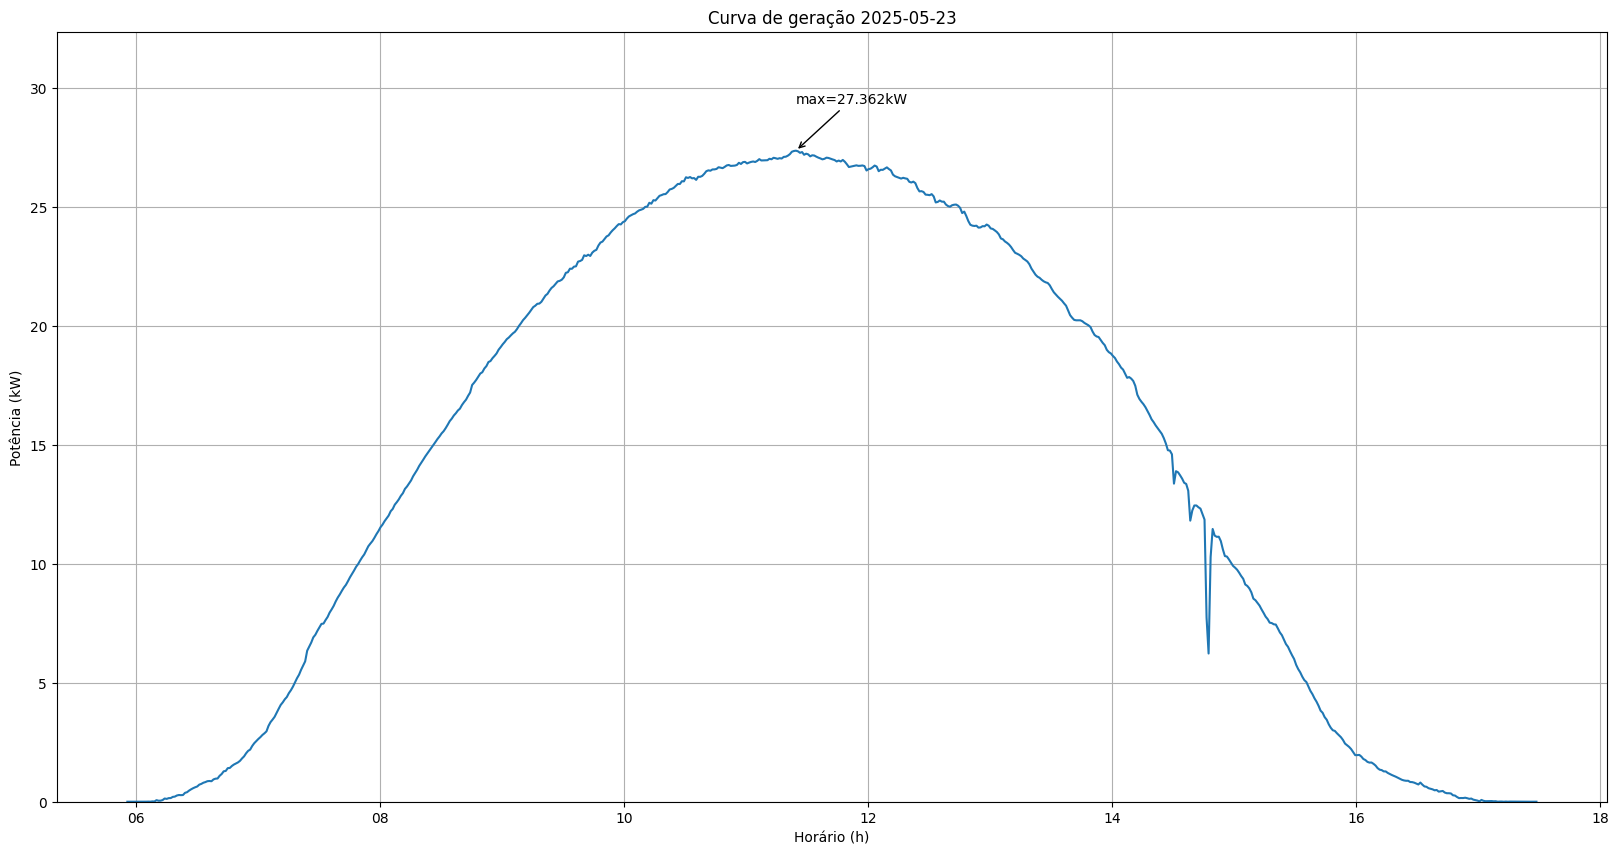 Curva de geração 2025-05-23
max=27.362kW
Potência (kW)
30
25
20
15
10
5
0
06 08 10 12 14 16 18
Horário (h)